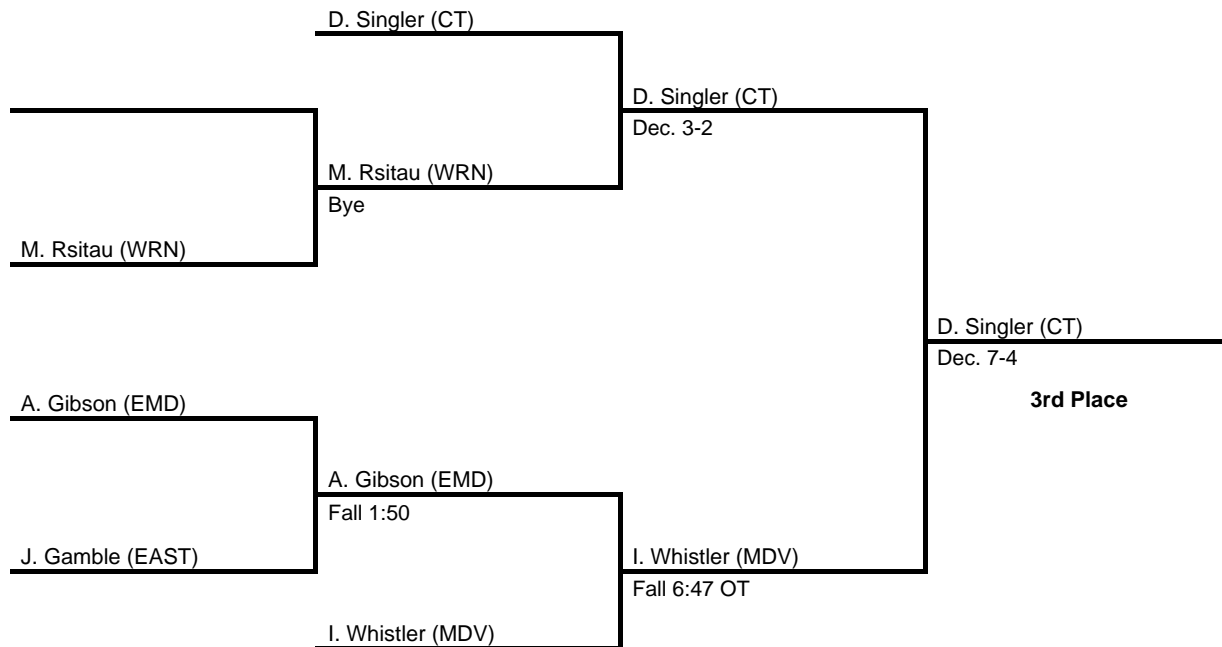 D. Singler (CT)
D. Singler (CT)
Dec. 3-2
M. Rsitau (WRN)
Bye
M. Rsitau (WRN)
D. Singler (CT)
Dec. 7-4
3rd Place
A. Gibson (EMD)
A. Gibson (EMD)
Fall 1:50
J. Gamble (EAST)
I. Whistler (MDV)
Fall 6:47 OT
I. Whistler (MDV)